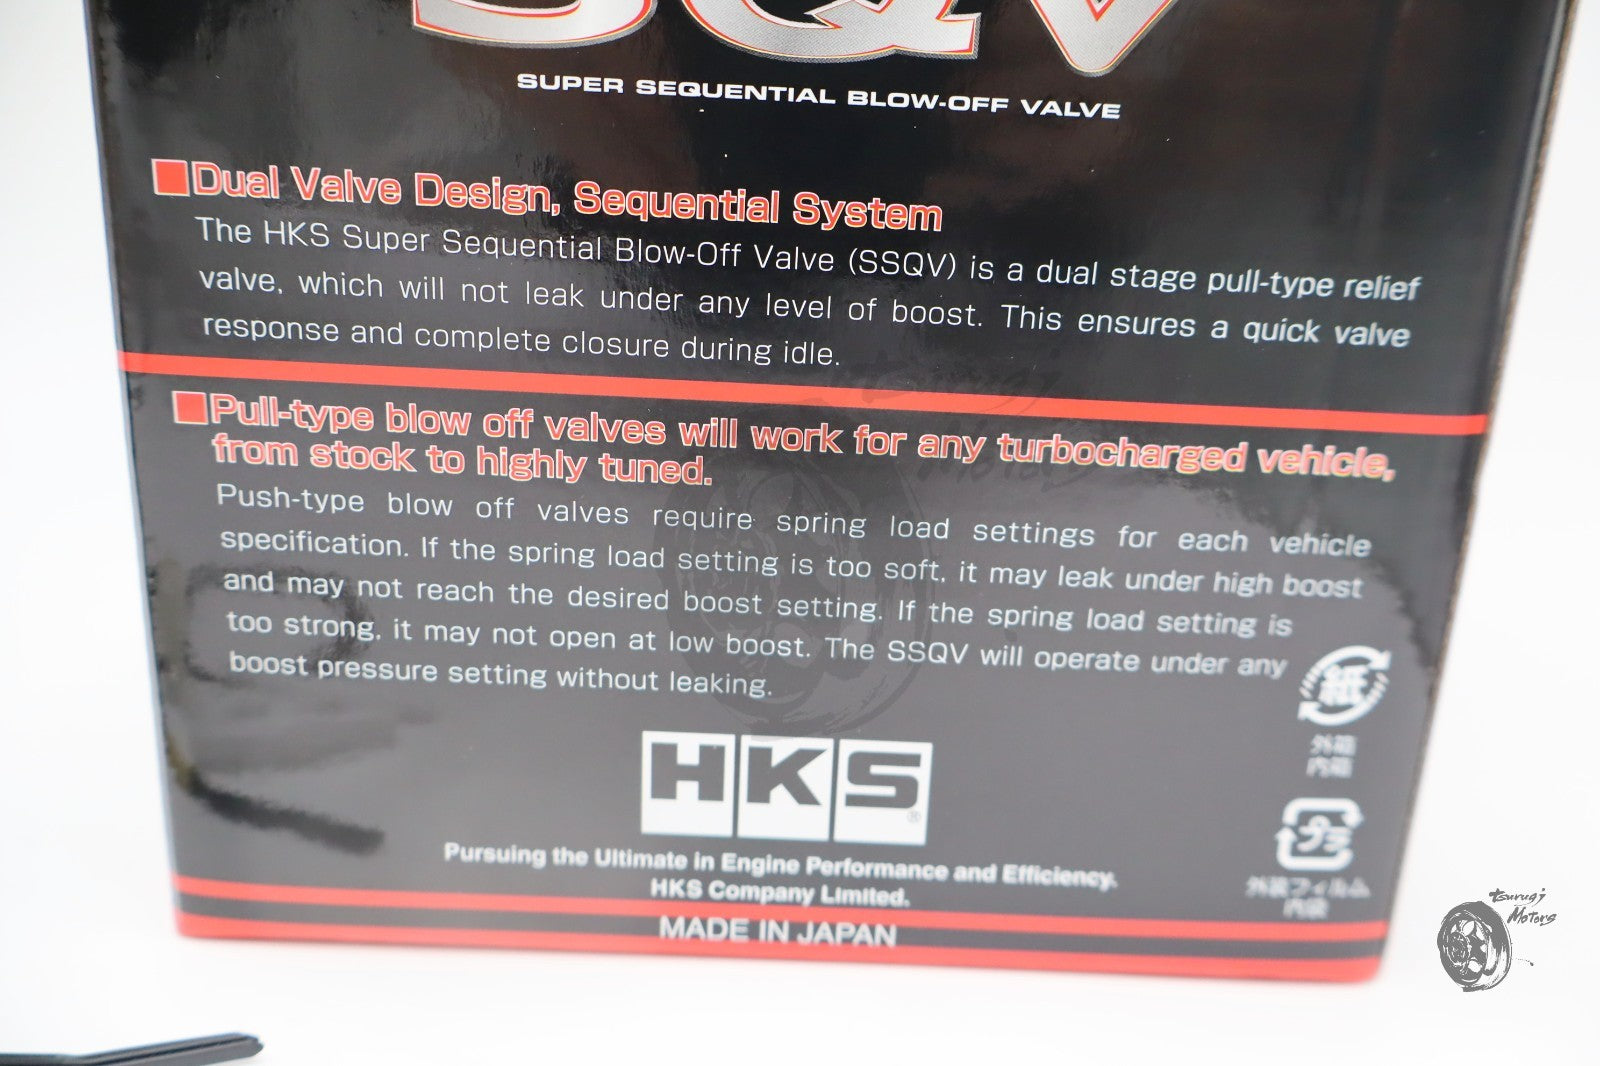 SQV
SUPER SEQUENTIAL BLOW-OFF VALVE
Dual Valve Design, Sequential System
The HKS Super Sequential Blow-Off Valve (SSQV) is a dual stage pull-type relief
valve, which will not leak under any level of boost. This ensures a quick valve
response and complete closure during idle.
Pull-type blow off valves will work for any turbocharged vehicle,
from stock to highly tuned.
Push-type blow off valves require spring load settings for each vehicle
specification. If the spring load setting is too soft, it may leak under high boost
and may not reach the desired boost setting. If the spring load setting is
too strong, it may not open at low boost. The SSQV will operate under any
boost pressure setting without leaking.
紙
外箱
内箱
プラ
外装フィルム
内袋
HKS®
Pursuing the Ultimate in Engine Performance and Efficiency.
HKS Company Limited.
MADE IN JAPAN
tsurugi
Motors
tsurugi
Motors